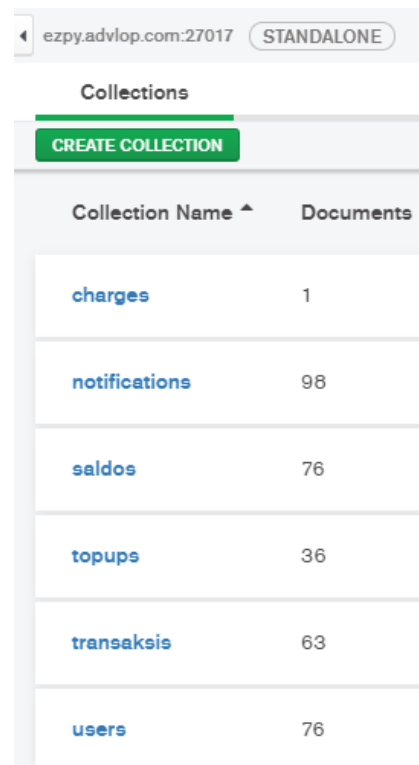 ezpy.advlop.com:27017 STANDALONE
Collections
CREATE COLLECTION
Collection Name Documents
charges 1
notifications 98
saldos 76
topups 36
transaksis 63
users 76